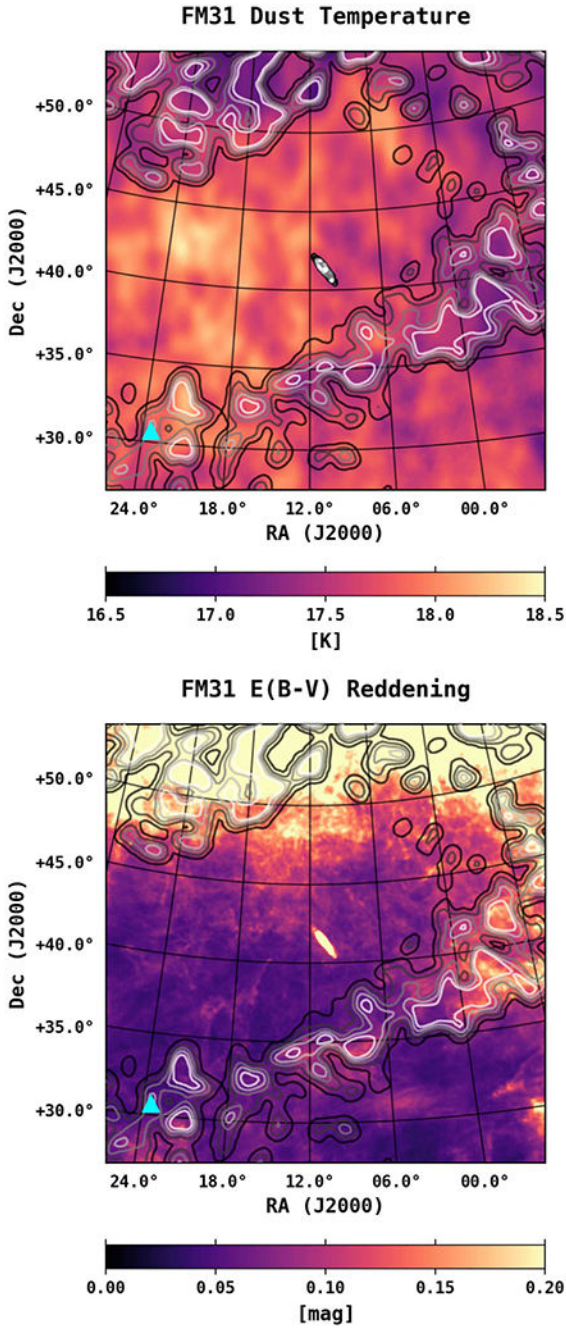 FM31 Dust Temperature
+50.0°
+45.0°
+40.0°
+35.0°
+30.0°
Dec (J2000)
24.0° 18.0° 12.0° 06.0° 00.0°
RA (J2000)
16.5 17.0 17.5 18.0 18.5
[K]
FM31 E(B-V) Reddening
+50.0°
+45.0°
+40.0°
+35.0°
+30.0°
Dec (J2000)
24.0° 18.0° 12.0° 06.0° 00.0°
RA (J2000)
0.00 0.05 0.10 0.15 0.20
[mag]